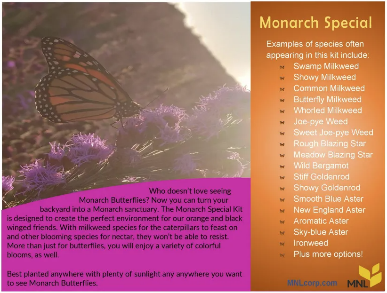 Monarch Special
Examples of species often
appearing in this kit include:
Swamp Milkweed
Showy Milkweed
Common Milkweed
Butterfly Milkweed
Whorled Milkweed
Joe-pye Weed
Sweet Joe-pye Weed
Rough Blazing Star
Meadow Blazing Star
Wild Bergamot
Stiff Goldenrod
Showy Goldenrod
Smooth Blue Aster
New England Aster
Aromatic Aster
Sky-blue Aster
Ironweed
Plus more options!
MNLcorp.com
MNL
Who doesn't love seeing
Monarch Butterflies? Now you can turn your
backyard into a Monarch sanctuary. The Monarch Special Kit
is designed to create the perfect environment for our orange and black
winged friends. With milkweed species for the caterpillars to feast on
and other blooming species for nectar, they won't be able to resist.
More than just for butterflies, you will enjoy a variety of colorful
blooms, as well.
Best planted anywhere with plenty of sunlight any anywhere you want
to see Monarch Butterflies.